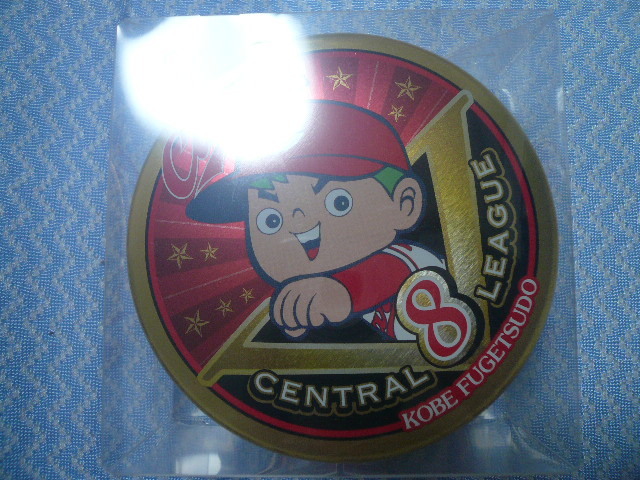 CENTRAL 8 LEAGUE
KOBE FUGETSUDO